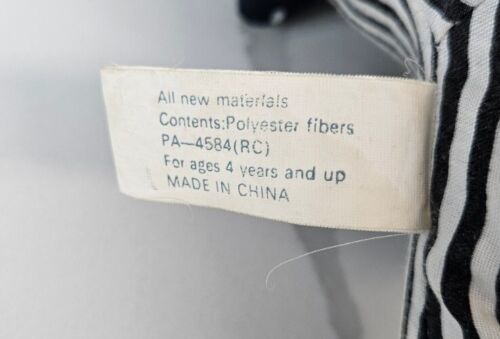 All new materials
Contents:Polyester fibers
PA—4584(RC)
For ages 4 years and up
MADE IN CHINA